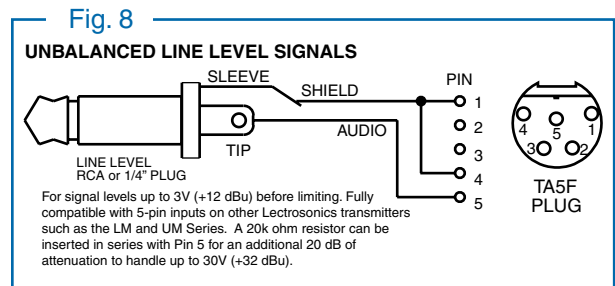 Fig. 8
UNBALANCED LINE LEVEL SIGNALS
SLEEVE
SHIELD
PIN
1
2
3
4
5
AUDIO
TIP
LINE LEVEL
RCA or 1/4" PLUG
4
5
1
3
2
TA5F
PLUG
For signal levels up to 3V (+12 dBu) before limiting. Fully
compatible with 5-pin inputs on other Lectrosonics transmitters
such as the LM and UM Series. A 20k ohm resistor can be
inserted in series with Pin 5 for an additional 20 dB of
attenuation to handle up to 30V (+32 dBu).